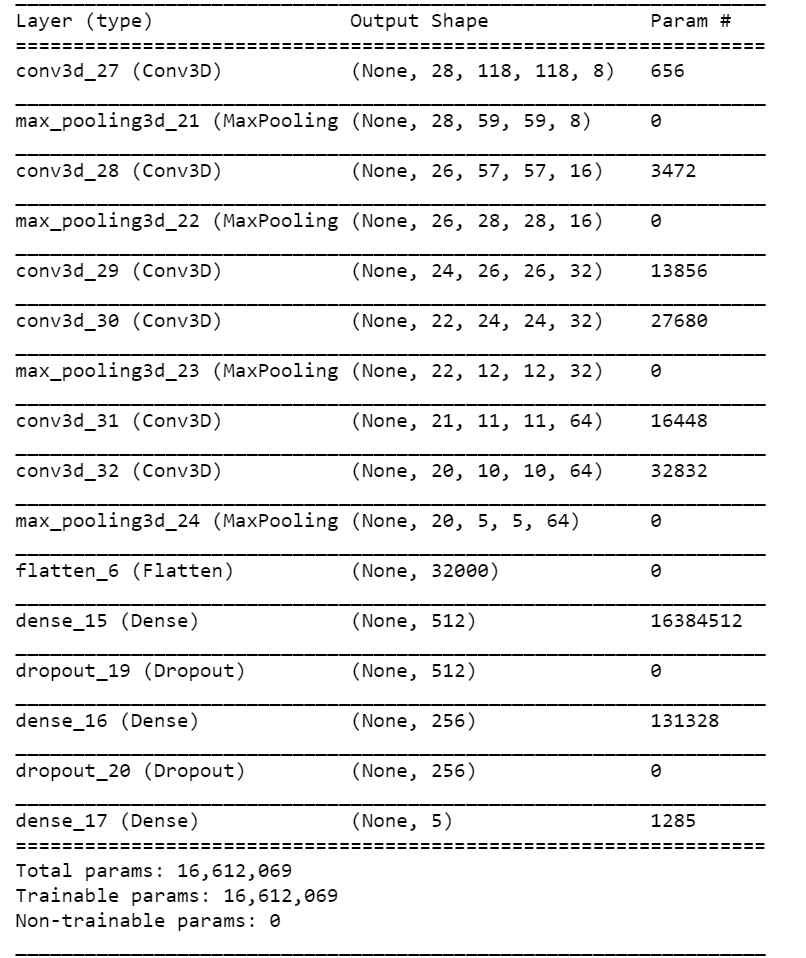 Layer (type) Output Shape Param #
=================================================================
conv3d_27 (Conv3D) (None, 28, 118, 118, 8) 656
max_pooling3d_21 (MaxPooling (None, 28, 59, 59, 8) 0
conv3d_28 (Conv3D) (None, 26, 57, 57, 16) 3472
max_pooling3d_22 (MaxPooling (None, 26, 28, 28, 16) 0
conv3d_29 (Conv3D) (None, 24, 26, 26, 32) 13856
conv3d_30 (Conv3D) (None, 22, 24, 24, 32) 27680
max_pooling3d_23 (MaxPooling (None, 22, 12, 12, 32) 0
conv3d_31 (Conv3D) (None, 21, 11, 11, 64) 16448
conv3d_32 (Conv3D) (None, 20, 10, 10, 64) 32832
max_pooling3d_24 (MaxPooling (None, 20, 5, 5, 64) 0
flatten_6 (Flatten) (None, 32000) 0
dense_15 (Dense) (None, 512) 16384512
dropout_19 (Dropout) (None, 512) 0
dense_16 (Dense) (None, 256) 131328
dropout_20 (Dropout) (None, 256) 0
dense_17 (Dense) (None, 5) 1285
=================================================================
Total params: 16,612,069
Trainable params: 16,612,069
Non-trainable params: 0